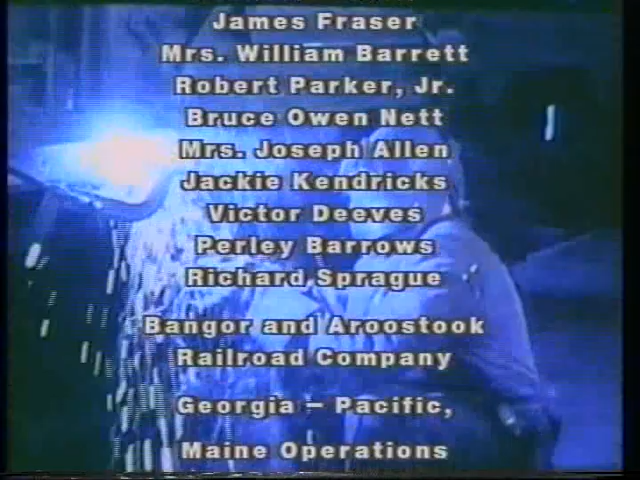 James Fraser
Mrs. William Barrett
Robert Parker, Jr.
Bruce Owen Nett
Mrs. Joseph Allen
Jackie Kendricks
Victor Deeves
Perley Barrows
Richard Sprague
Bangor and Aroostook
Railroad Company
Georgia – Pacific,
Maine Operations